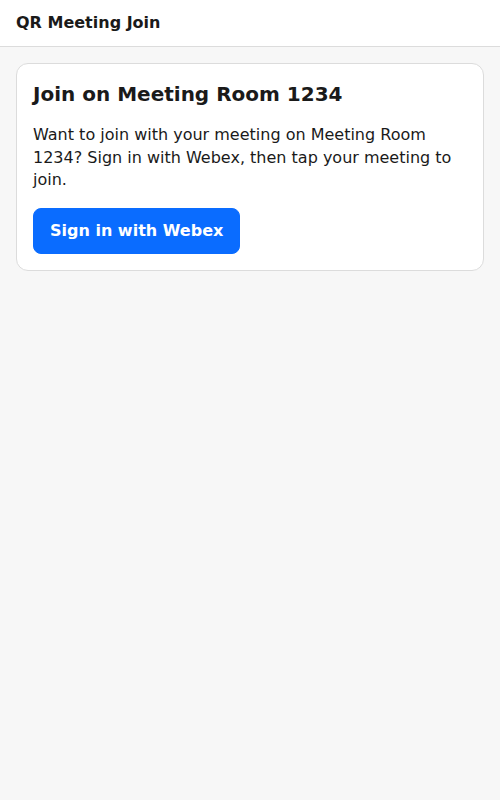 QR Meeting Join
Join on Meeting Room 1234
Want to join with your meeting on Meeting Room
1234? Sign in with Webex, then tap your meeting to
join.
Sign in with Webex